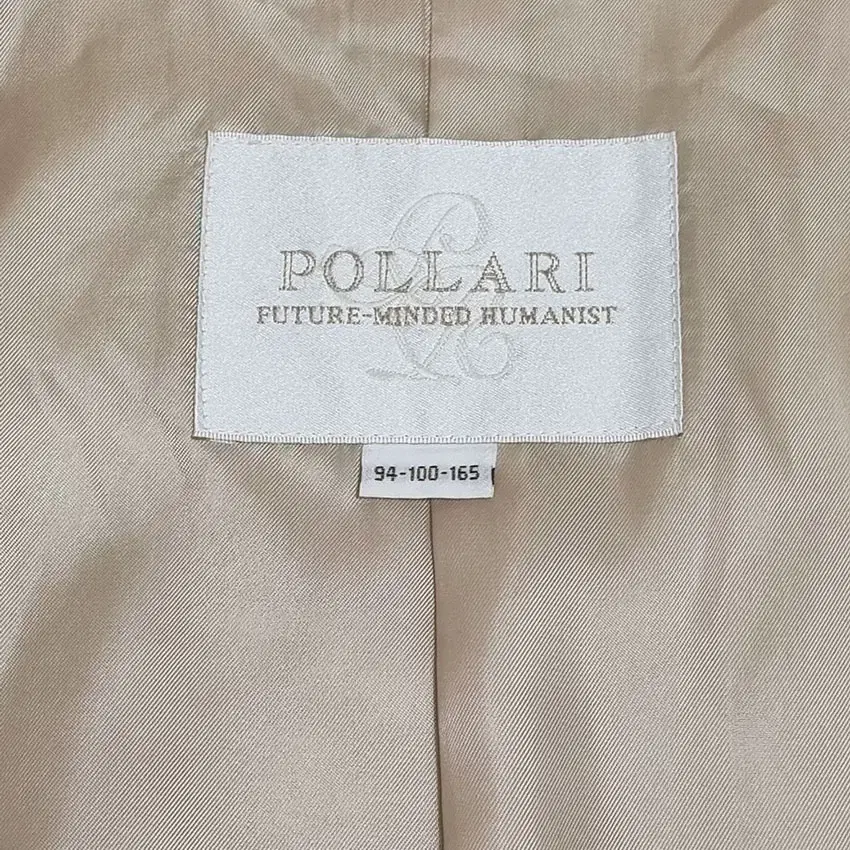 POLLARI
FUTURE-MINDED HUMANIST
94-100-165